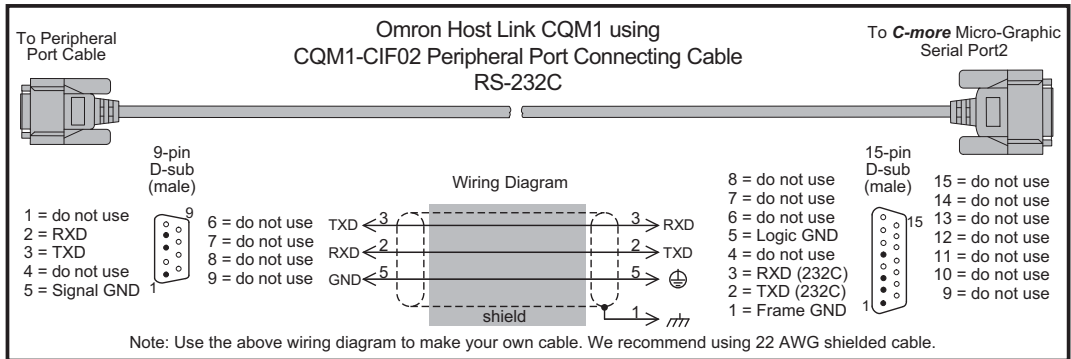 Omron Host Link CQM1 using
CQM1-CIF02 Peripheral Port Connecting Cable
RS-232C
To Peripheral
Port Cable
To C-more Micro-Graphic
Serial Port2
9-pin
D-sub
(male)
1 = do not use
2 = RXD
3 = TXD
4 = do not use
5 = Signal GND
9
1
6 = do not use
7 = do not use
8 = do not use
9 = do not use
Wiring Diagram
TXD 3 3 RXD
RXD 2 2 TXD
GND 5 5
shield 1
8 = do not use
7 = do not use
6 = do not use
5 = Logic GND
4 = do not use
3 = RXD (232C)
2 = TXD (232C)
1 = Frame GND
15-pin
D-sub
(male)
15
1
15 = do not use
14 = do not use
13 = do not use
12 = do not use
11 = do not use
10 = do not use
9 = do not use
Note: Use the above wiring diagram to make your own cable. We recommend using 22 AWG shielded cable.